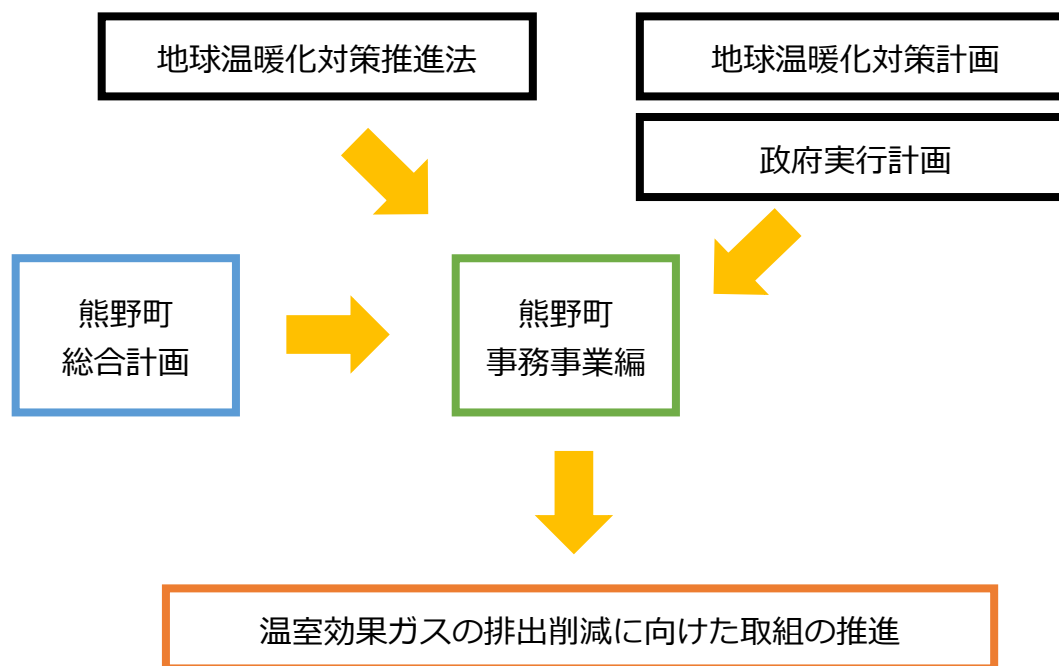 地球温暖化対策推進法
地球温暖化対策計画
政府実行計画
熊野町
総合計画
熊野町
事務事業編
温室効果ガスの排出削減に向けた取組の推進